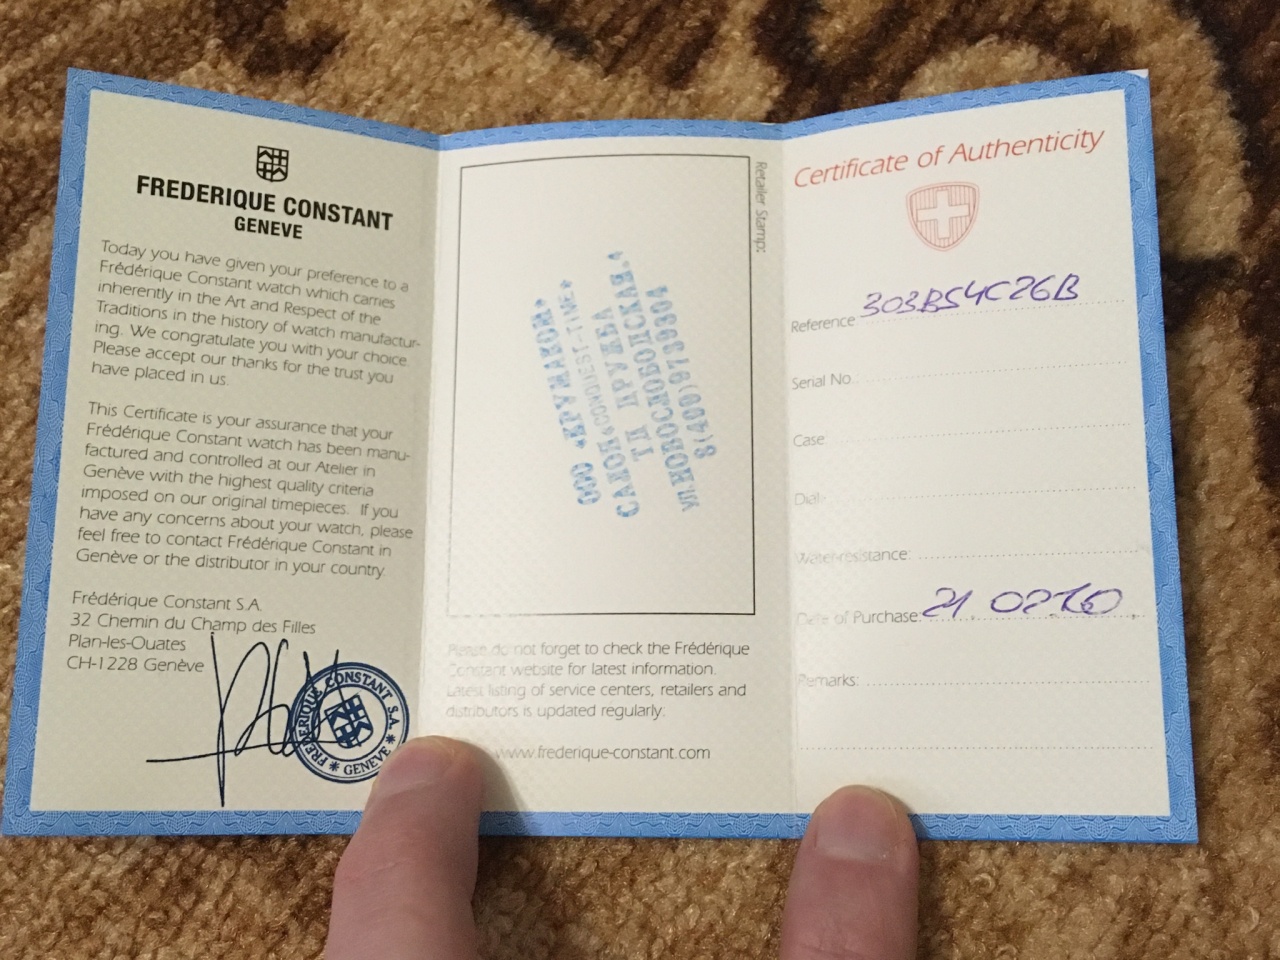 FREDERIQUE CONSTANT
GENEVE
Today you have given your preference to a
Frédérique Constant watch which carries
inherently in the Art and Respect of the
Traditions in the history of watch manufactur-
ing. We congratulate you with your choice.
Please accept our thanks for the trust you
have placed in us.
This Certificate is your assurance that your
Frédérique Constant watch has been manu-
factured and controlled at our Atelier in
Genève with the highest quality criteria
imposed on our original timepieces. If you
have any concerns about your watch, please
feel free to contact Frédérique Constant in
Genève or the distributor in your country.
Frédérique Constant S.A.
32 Chemin du Champ des Filles
Plan-les-Ouates
CH-1228 Genève
FREDERIQUE CONSTANT S.A.
GENEVE
Retailer Stamp:
ООО
САЛОН «CONQUEST-TIME»
ТЦ ДРУЖБА
УЛ. НОВОСЛОБОДСКАЯ,4
Please do not forget to check the Frédérique
Constant website for latest information.
Latest listing of service centers, retailers and
distributors is updated regularly.
www.frederique-constant.com
Certificate of Authenticity
Reference: 303BS4C26B
Serial No.
Case:
Dial:
Water-resistance:
Date of Purchase: 21
Remarks: